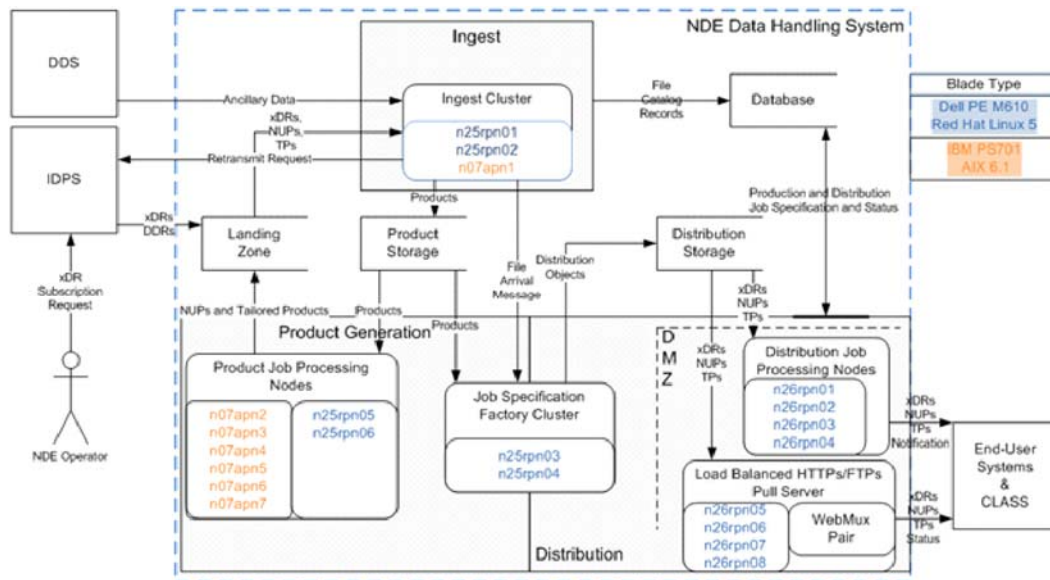 NDE Data Handling System
DDS
IDPS
xDR
Subscription
Request
NDE Operator
Ancillary Data
xDRs,
NUPs,
TPs
Retransmit Request
xDRs
DDRs
Ingest
Ingest Cluster
n25rpn01
n25rpn02
n07apn1
File
Catalog
Records
Database
Blade Type
Dell PE M610
Red Hat Linux 5
IBM PS701
AIX 6.1
Products
Landing
Zone
Product
Storage
File
Arrival
Message
Distribution
Objects
Distribution
Storage
Production and Distribution
Job Specification and Status
NUPs and Tailored Products
Products
Products
xDRs
NUPs
TPs
xDRs
NUPs
TPs
Product Generation
Product Job Processing
Nodes
n07apn2
n07apn3
n07apn4
n07apn5
n07apn6
n07apn7
n25rpn05
n25rpn06
Job Specification
Factory Cluster
n25rpn03
n25rpn04
Distribution
D
M
Z
Distribution Job
Processing Nodes
n26rpn01
n26rpn02
n26rpn03
n26rpn04
xDRs
NUPs
TPs
Notification
Load Balanced HTTPs/FTPs
Pull Server
n26rpn05
n26rpn06
n26rpn07
n26rpn08
WebMux
Pair
xDRs
NUPs
TPs
Status
End-User
Systems
&
CLASS